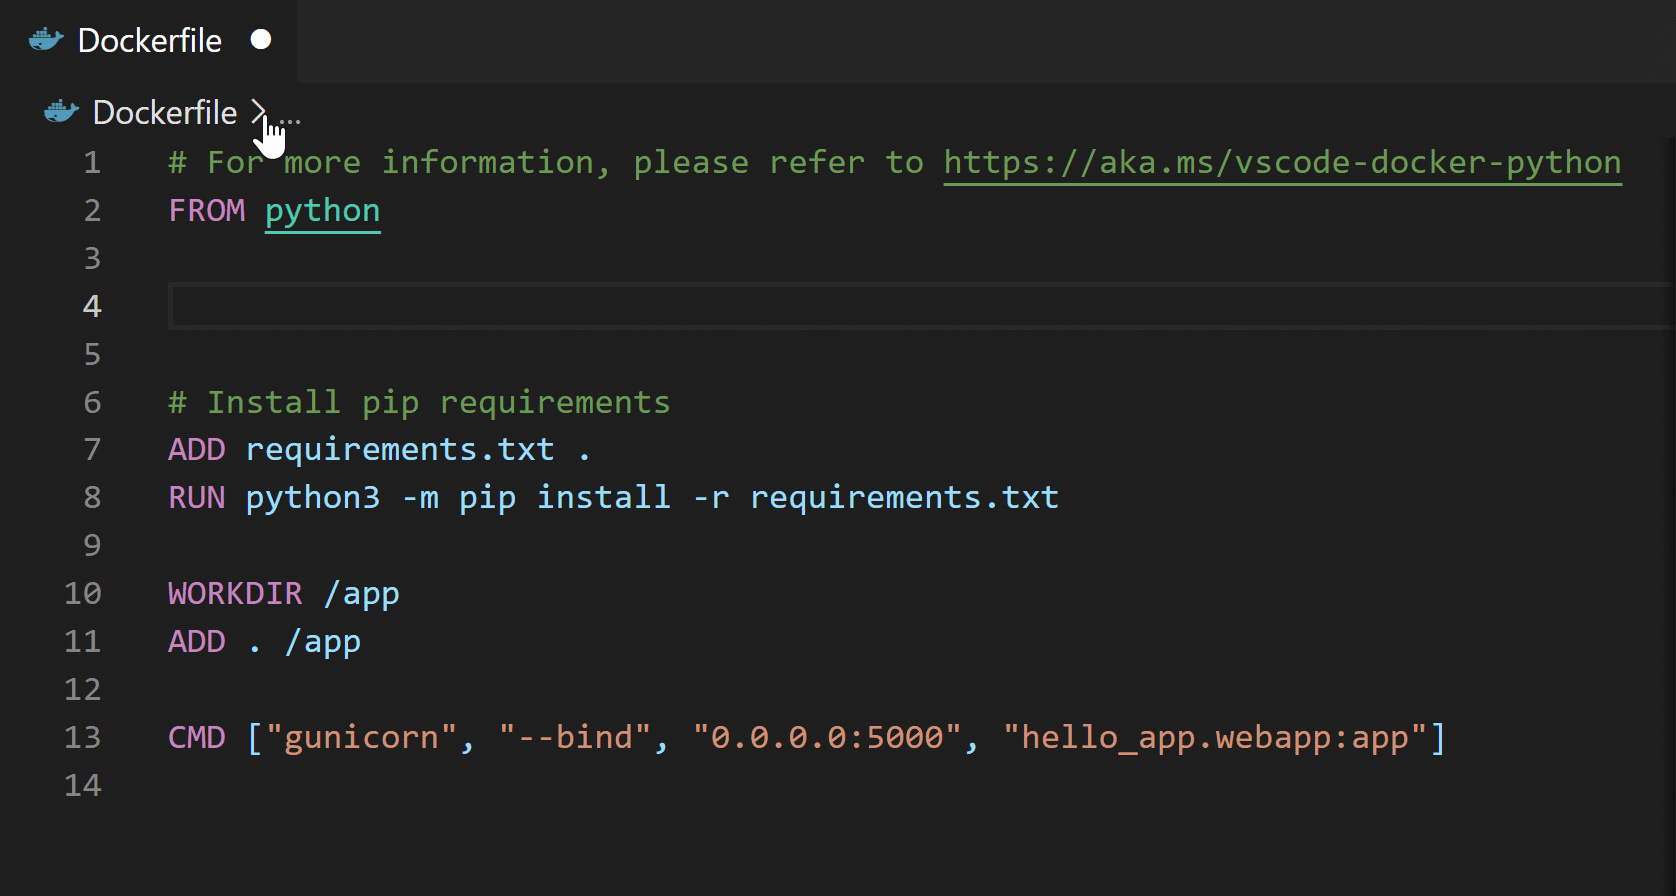 Dockerfile
Dockerfile > ...
1 # For more information, please refer to https://aka.ms/vscode-docker-python
2 FROM python
3
4
5
6 # Install pip requirements
7 ADD requirements.txt .
8 RUN python3 -m pip install -r requirements.txt
9
10 WORKDIR /app
11 ADD . /app
12
13 CMD ["gunicorn", "--bind", "0.0.0.0:5000", "hello_app.webapp:app"]
14